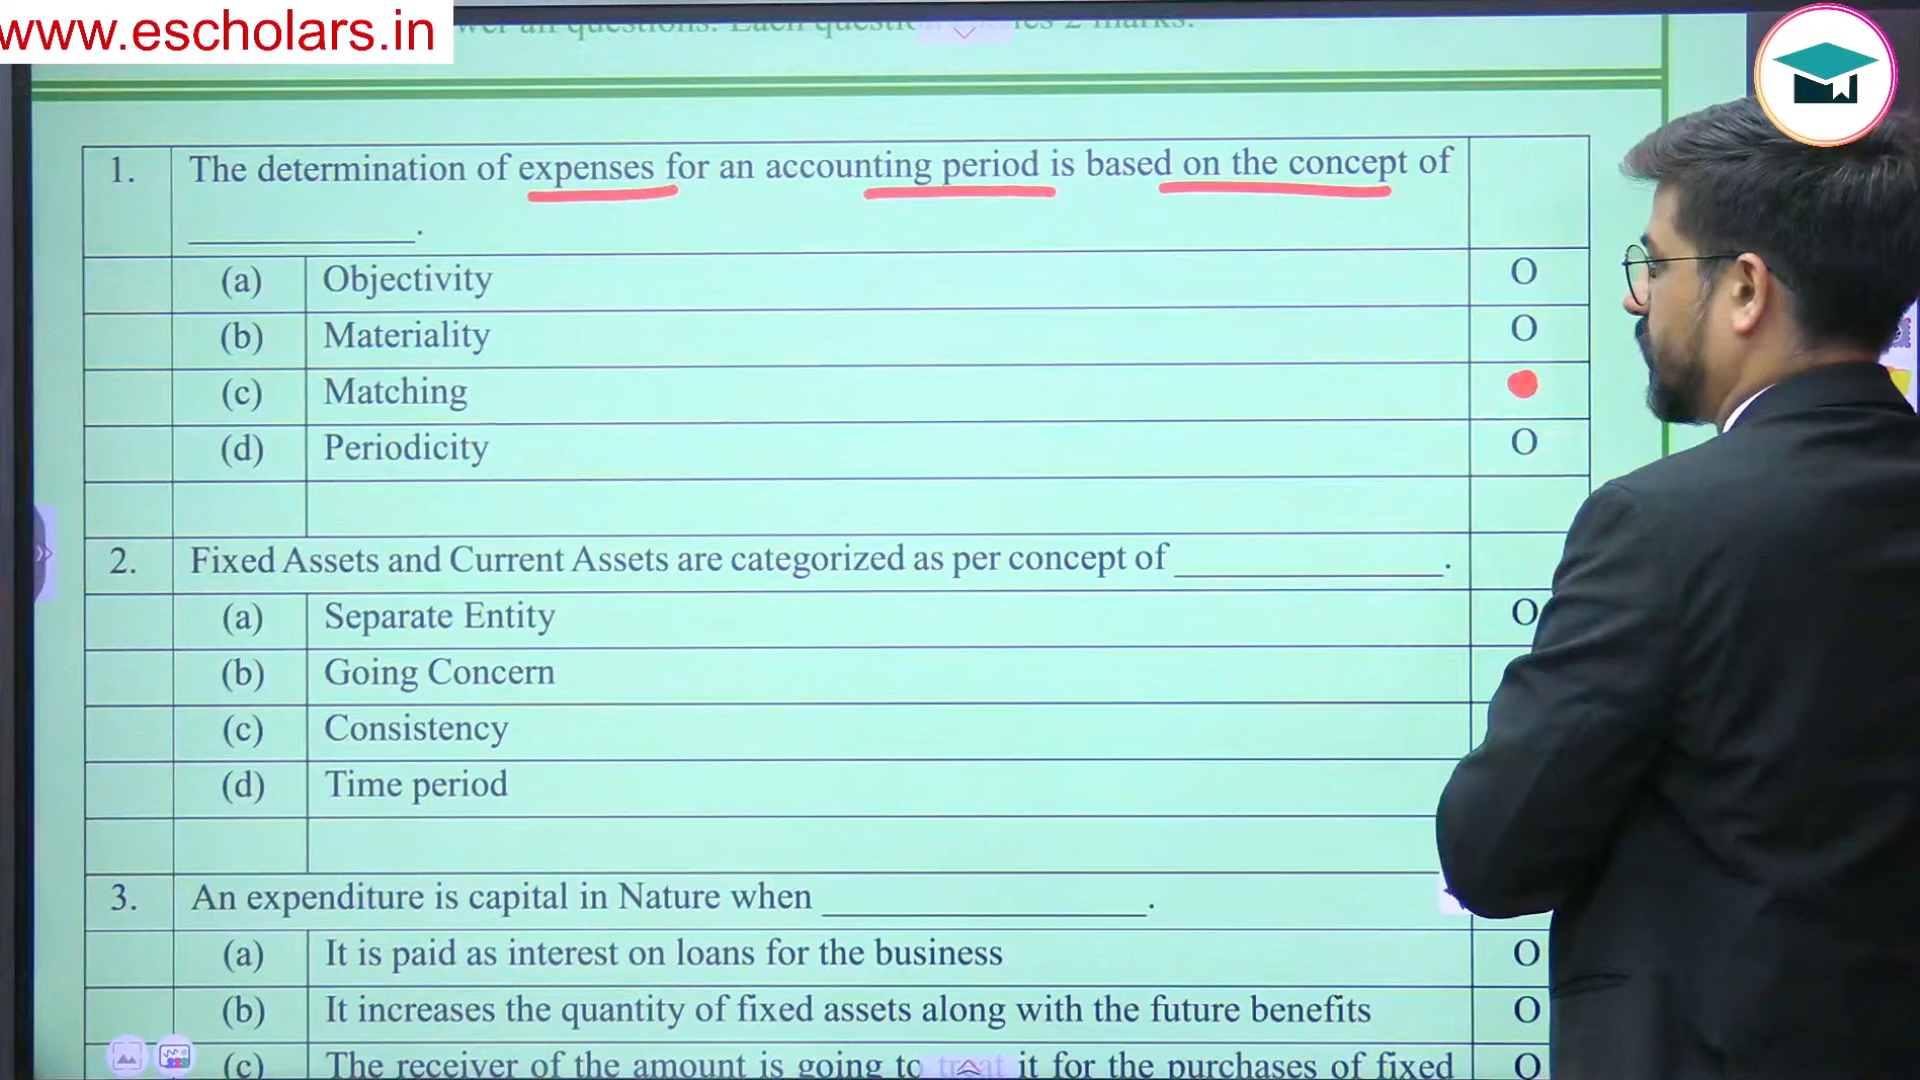 www.escholars.in
1. The determination of expenses for an accounting period is based on the concept of
____________.
(a) Objectivity O
(b) Materiality O
(c) Matching
(d) Periodicity O
2. Fixed Assets and Current Assets are categorized as per concept of ______________.
(a) Separate Entity O
(b) Going Concern
(c) Consistency
(d) Time period
3. An expenditure is capital in Nature when _________________.
(a) It is paid as interest on loans for the business O
(b) It increases the quantity of fixed assets along with the future benefits O
(c) The receiver of the amount is going to treat it for the purchases of fixed O